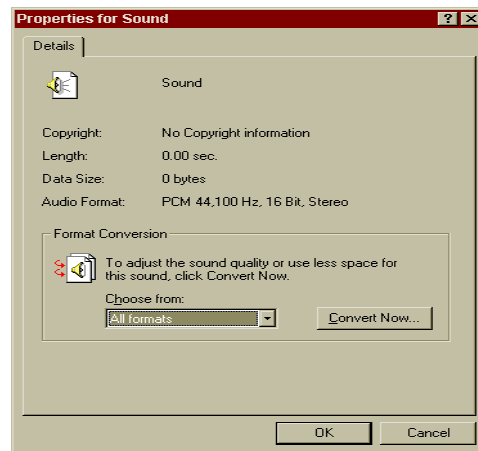 Properties for Sound
Details
Sound
Copyright: No Copyright information
Length: 0.00 sec.
Data Size: 0 bytes
Audio Format: PCM 44,100 Hz, 16 Bit, Stereo
Format Conversion
To adjust the sound quality or use less space for
this sound, click Convert Now.
Choose from:
All formats
Convert Now...
OK Cancel